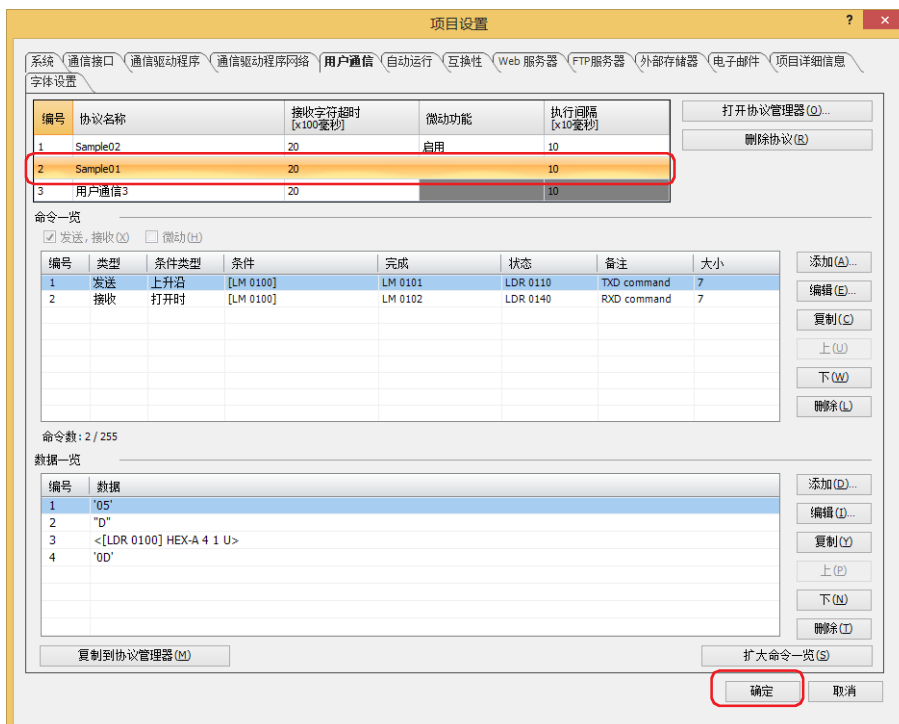 项目设置 ? ×
系统 通信接口 通信驱动程序 通信驱动程序网络 用户通信 自动运行 互换性 Web 服务器 FTP服务器 外部存储器 电子邮件 项目详细信息
字体设置
编号 协议名称 接收字符超时 [x100毫秒] 微动功能 执行间隔 [x10毫秒]
1 Sample02 20 启用 10
2 Sample01 20 10
3 用户通信3 20 10
打开协议管理器(O)...
删除协议(R)
命令一览
发送,接收(X) 微动(H)
编号 类型 条件类型 条件 完成 状态 备注 大小
1 发送 上升沿 [LM 0100] LM 0101 LDR 0110 TXD command 7
2 接收 打开时 [LM 0100] LM 0102 LDR 0140 RXD command 7
添加(A)...
编辑(E)...
复制(C)
上(U)
下(W)
删除(L)
命令数: 2 / 255
数据一览
编号 数据
1 '05'
2 "D"
3 <[LDR 0100] HEX-A 4 1 U>
4 '0D'
添加(D)...
编辑(I)...
复制(Y)
上(P)
下(N)
删除(T)
复制到协议管理器(M) 扩大命令一览(S)
确定 取消